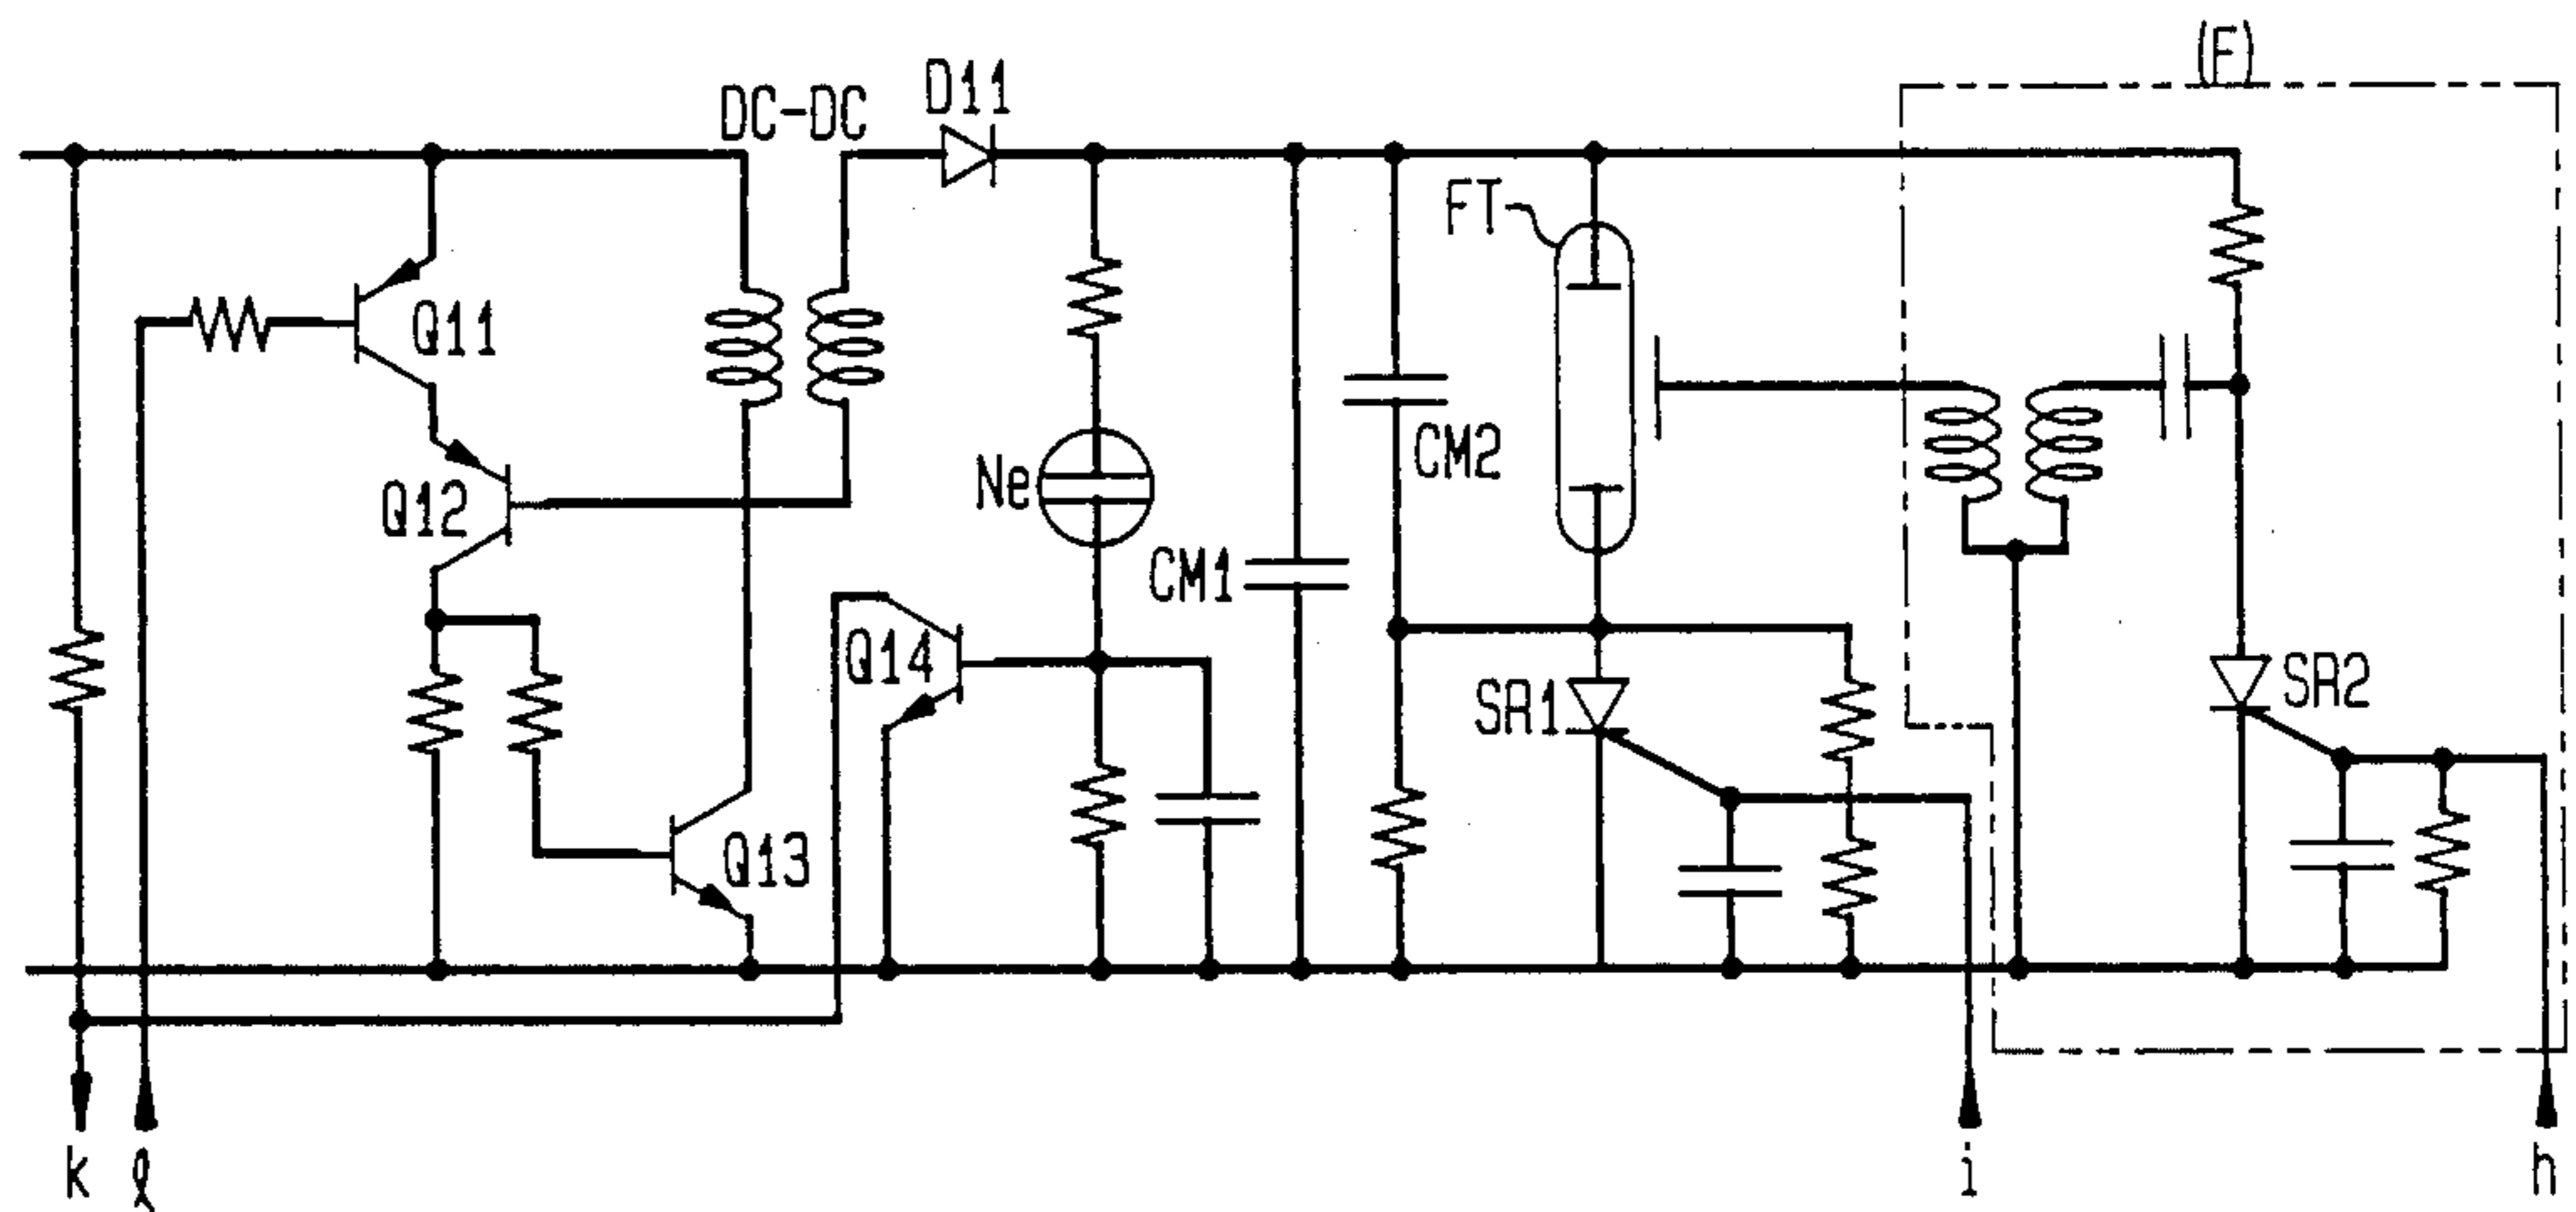 (F)
DC-DC
D11
FT
Q11
Q12
Ne
CM2
CM1
Q14
SR1
SR2
Q13
k
ℓ
i
h